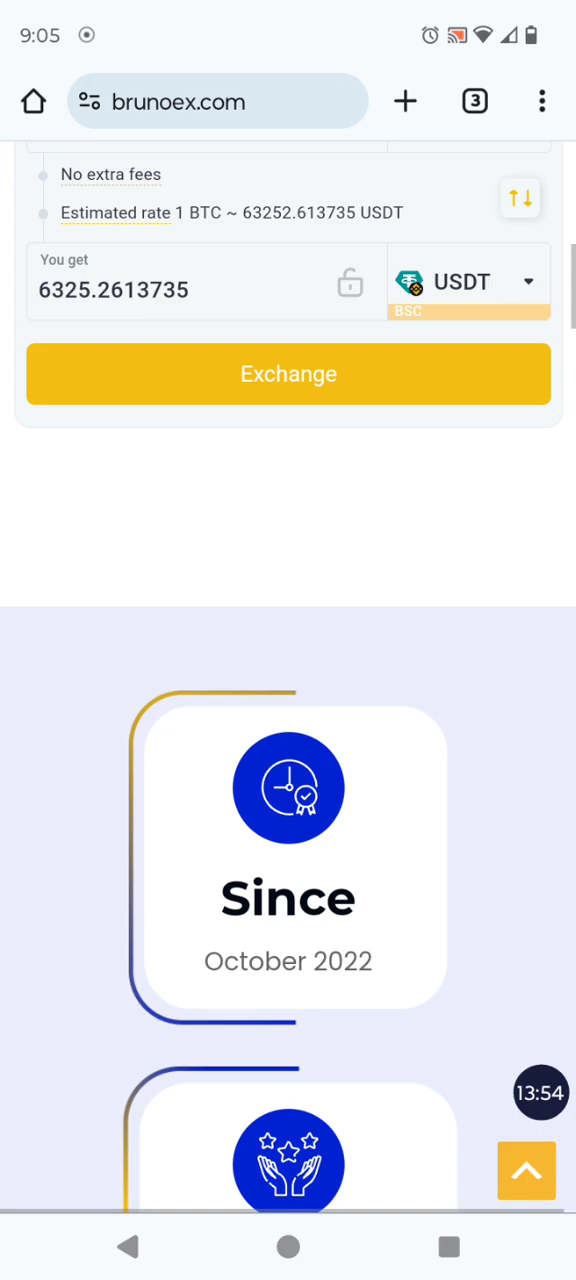 9:05
brunoex.com
3
No extra fees
Estimated rate 1 BTC ~ 63252.613735 USDT
You get
6325.2613735
USDT
BSC
Exchange
Since
October 2022
13:54